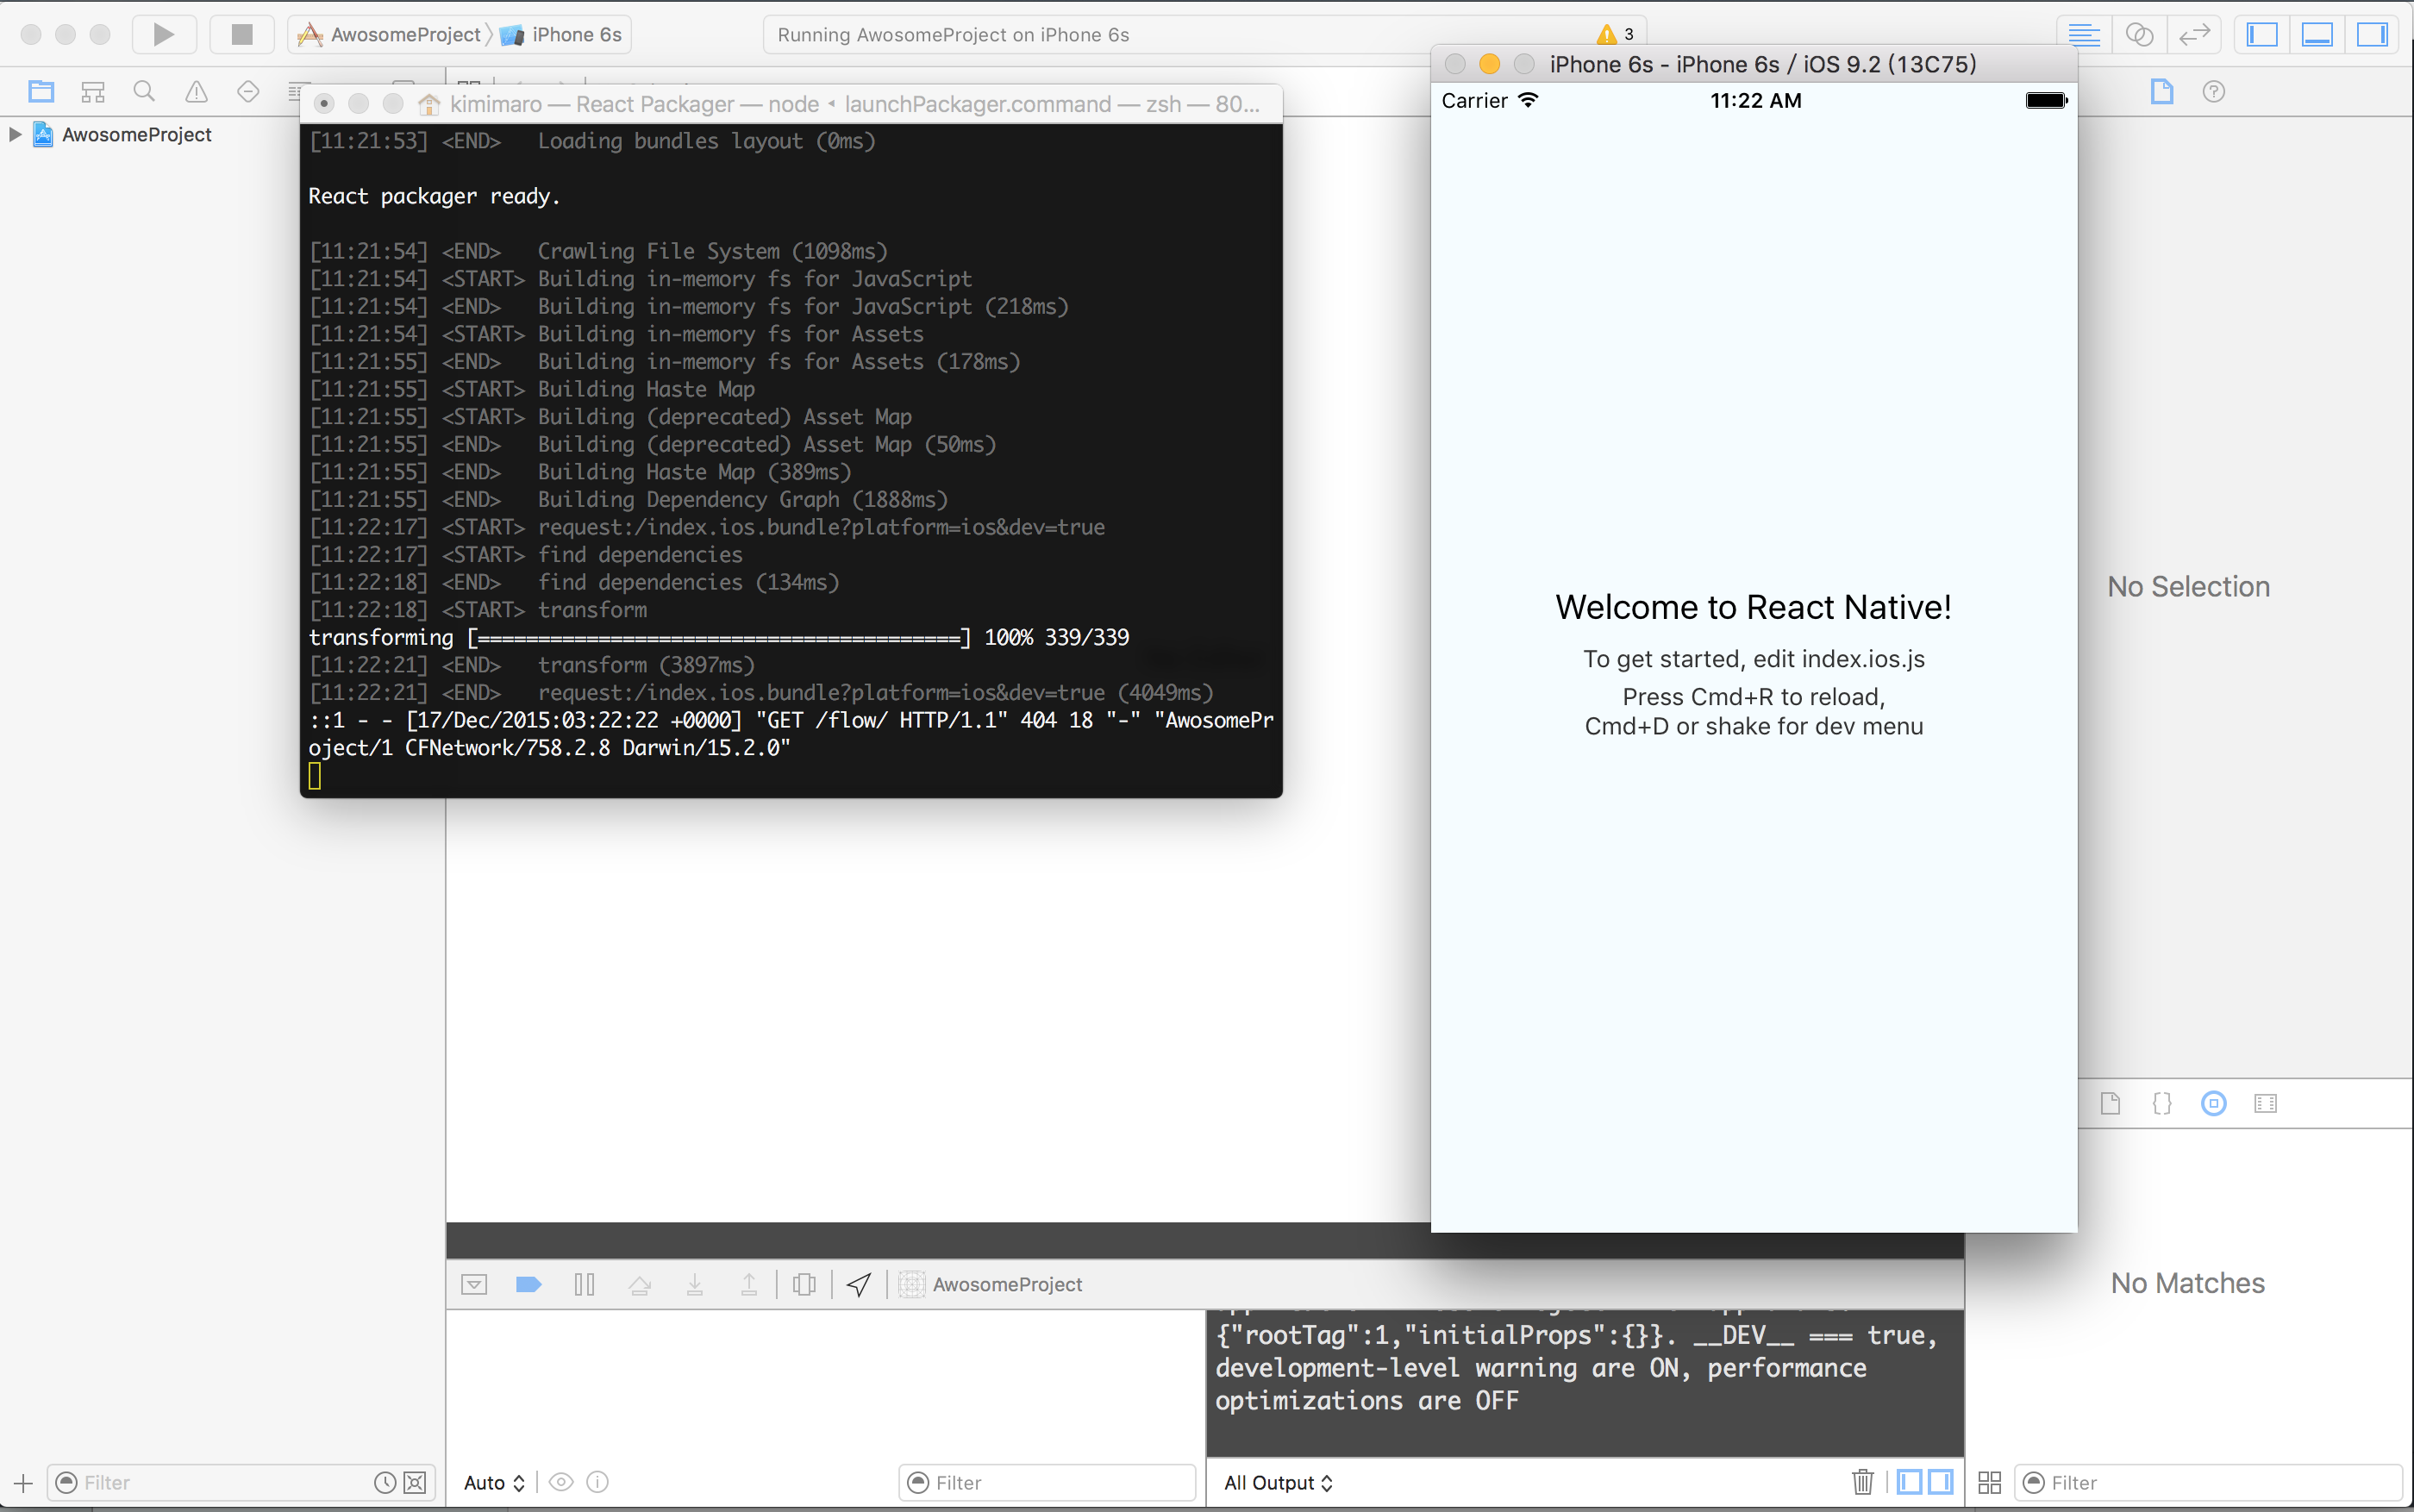 AwosomeProject iPhone 6s
Running AwosomeProject on iPhone 6s
3
AwosomeProject
kimimaro — React Packager — node ◂ launchPackager.command — zsh — 80...
[11:21:53] <END>   Loading bundles layout (0ms)
React packager ready.
[11:21:54] <END>   Crawling File System (1098ms)
[11:21:54] <START> Building in-memory fs for JavaScript
[11:21:54] <END>   Building in-memory fs for JavaScript (218ms)
[11:21:54] <START> Building in-memory fs for Assets
[11:21:55] <END>   Building in-memory fs for Assets (178ms)
[11:21:55] <START> Building Haste Map
[11:21:55] <START> Building (deprecated) Asset Map
[11:21:55] <END>   Building (deprecated) Asset Map (50ms)
[11:21:55] <END>   Building Haste Map (389ms)
[11:21:55] <END>   Building Dependency Graph (1888ms)
[11:22:17] <START> request:/index.ios.bundle?platform=ios&dev=true
[11:22:17] <START> find dependencies
[11:22:18] <END>   find dependencies (134ms)
[11:22:18] <START> transform
transforming [========================================] 100% 339/339
[11:22:21] <END>   transform (3897ms)
[11:22:21] <END>   request:/index.ios.bundle?platform=ios&dev=true (4049ms)
::1 - - [17/Dec/2015:03:22:22 +0000] "GET /flow/ HTTP/1.1" 404 18 "-" "AwosomePr
oject/1 CFNetwork/758.2.8 Darwin/15.2.0"
iPhone 6s - iPhone 6s / iOS 9.2 (13C75)
Carrier 11:22 AM
Welcome to React Native!
To get started, edit index.ios.js
Press Cmd+R to reload,
Cmd+D or shake for dev menu
No Selection
No Matches
AwosomeProject
{"rootTag":1,"initialProps":{}}. __DEV__ === true,
development-level warning are ON, performance
optimizations are OFF
Filter
Auto
Filter
All Output
Filter